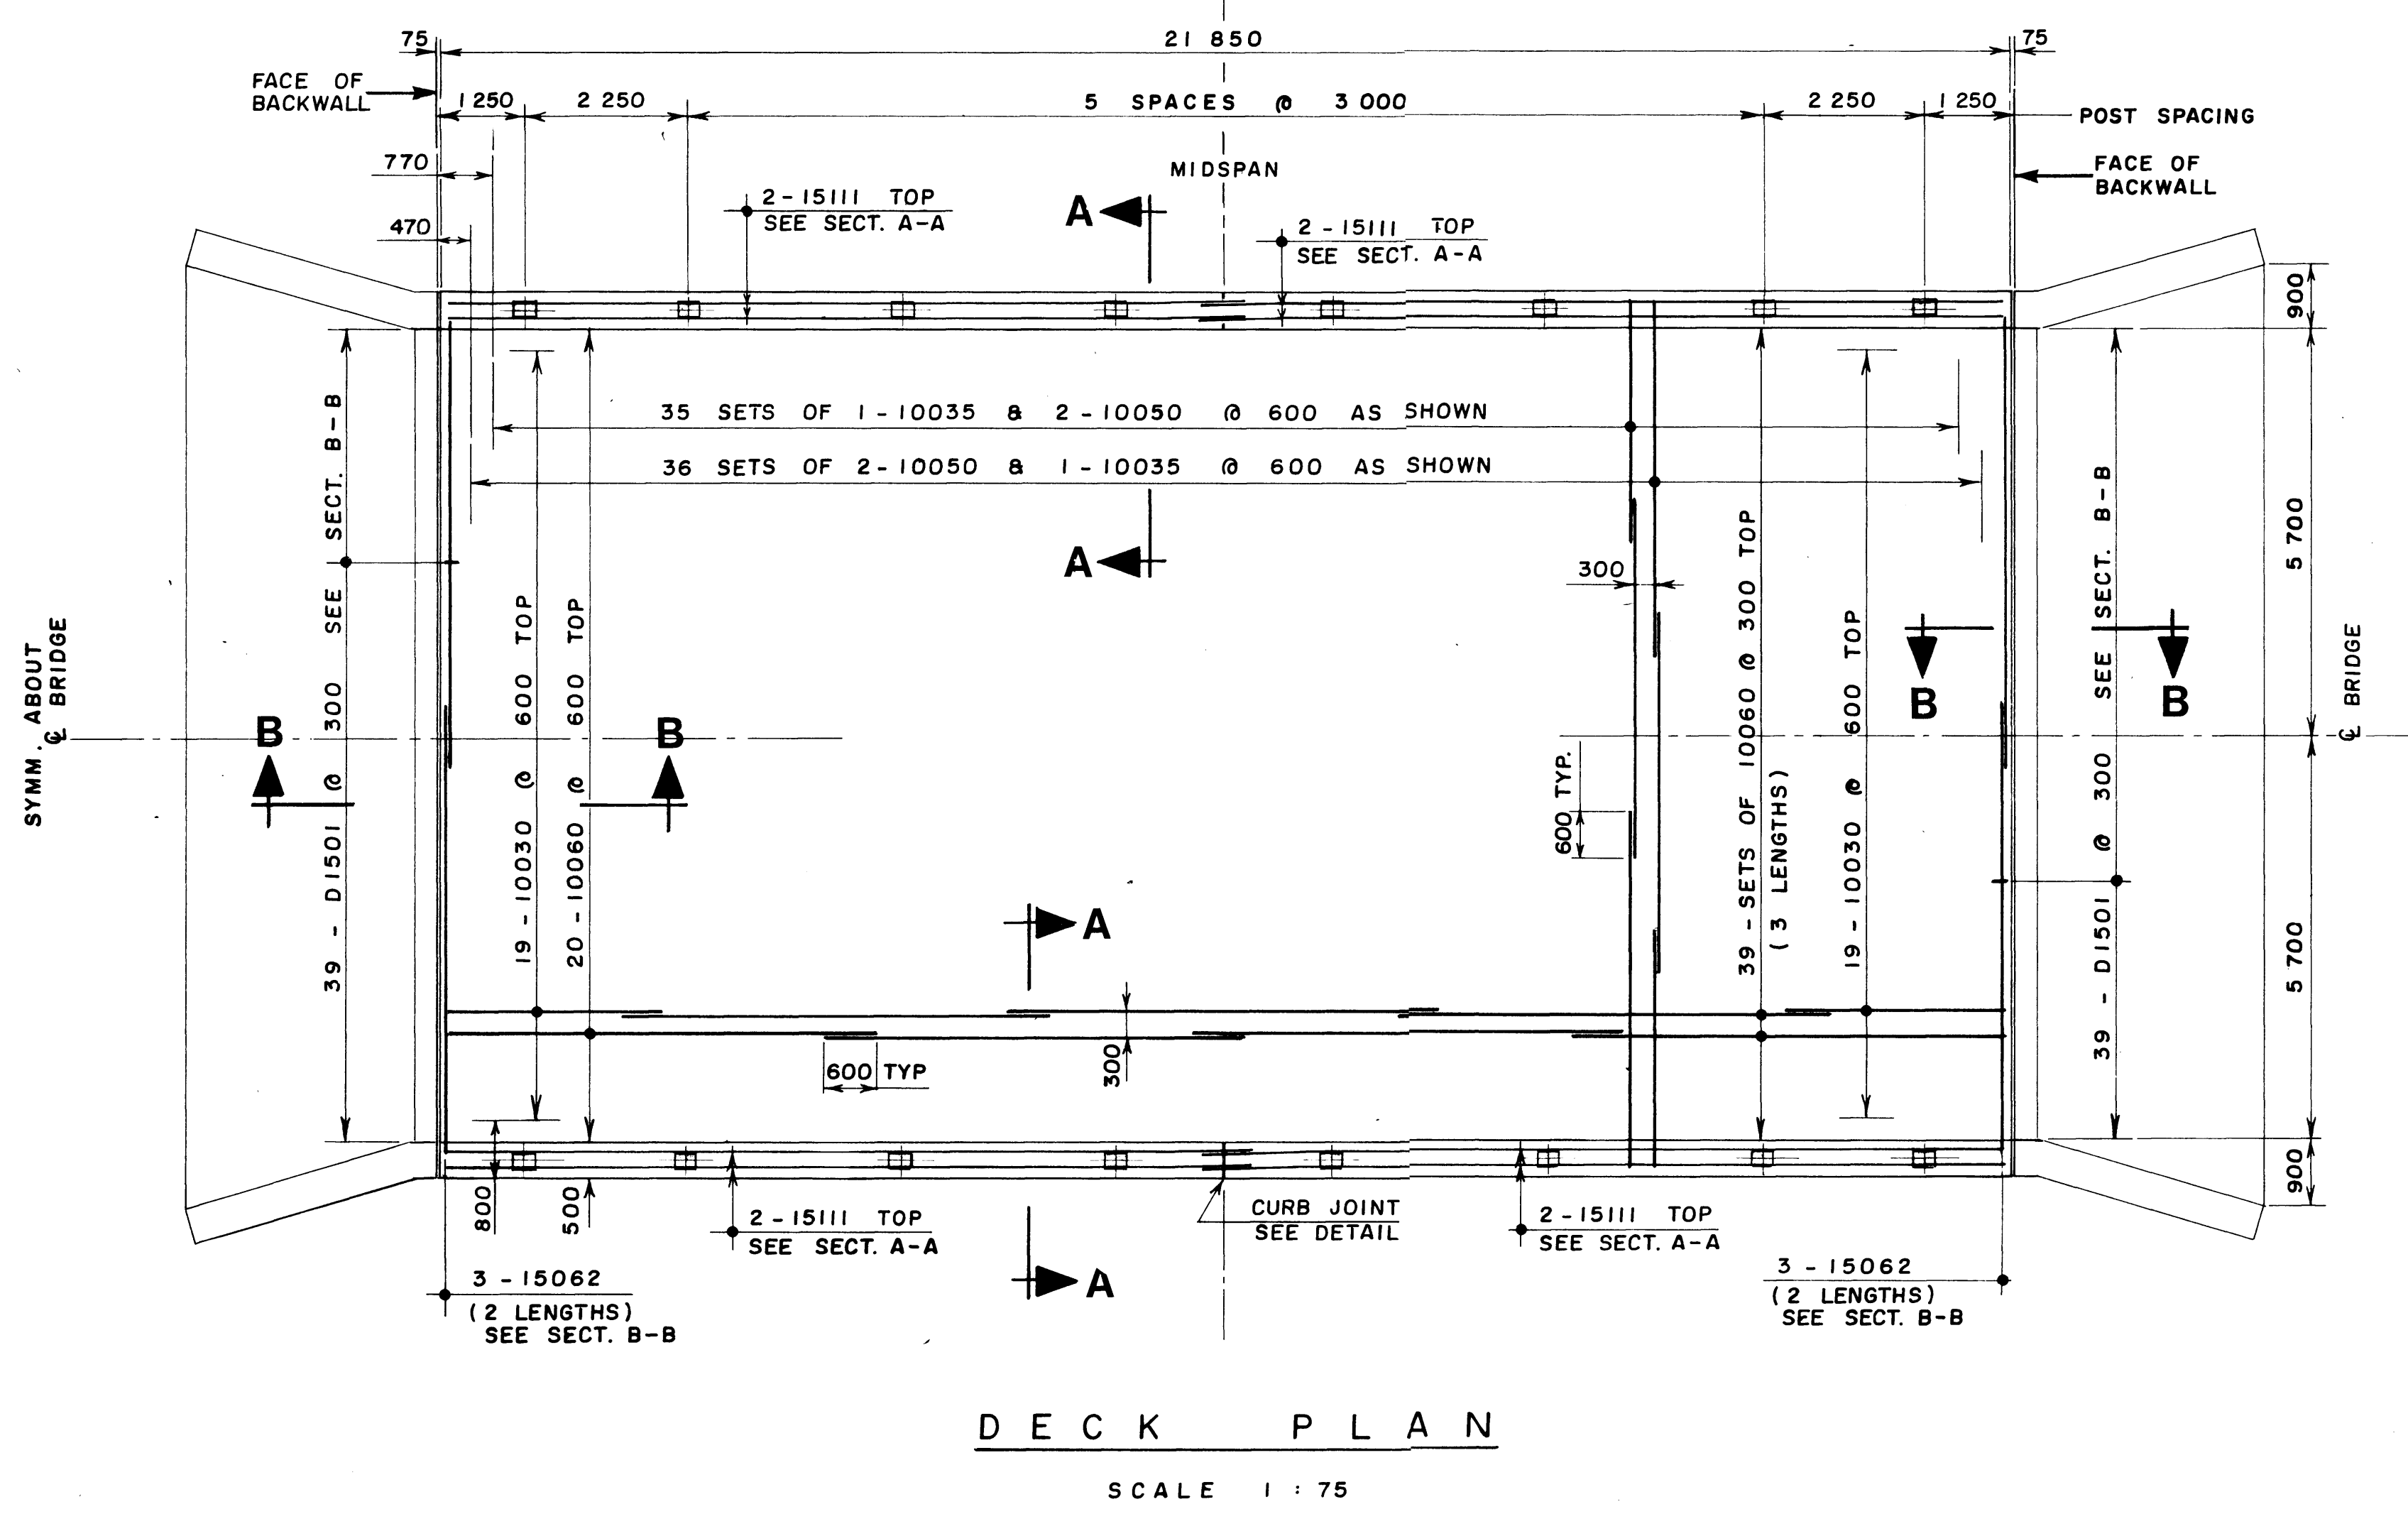 75
21 850
75
FACE OF
BACKWALL
1 250
2 250
5 SPACES @ 3 000
2 250
1 250
POST SPACING
770
MIDSPAN
FACE OF
BACKWALL
2-15111 TOP
SEE SECT. A-A
A
470
2-15111 TOP
SEE SECT. A-A
900
35 SETS OF 1-10035 & 2-10050 @ 600 AS SHOWN
36 SETS OF 2-10050 & 1-10035 @ 600 AS SHOWN
A
300
5 700
SYMM. ABOUT
℄ BRIDGE
39 - D1501 @ 300 SEE SECT. B-B
19-10030 @ 600 TOP
20-10060 @ 600 TOP
B
B
600 TYP.
39-SETS OF 10060 @ 300 TOP
(3 LENGTHS)
19-10030 @ 600 TOP
B
39 - D1501 @ 300 SEE SECT. B-B
B
℄ BRIDGE
A
5 700
300
600 TYP
800
500
2-15111 TOP
SEE SECT. A-A
CURB JOINT
SEE DETAIL
2-15111 TOP
SEE SECT. A-A
900
3-15062
(2 LENGTHS)
SEE SECT. B-B
A
3-15062
(2 LENGTHS)
SEE SECT. B-B
DECK PLAN
SCALE 1 : 75